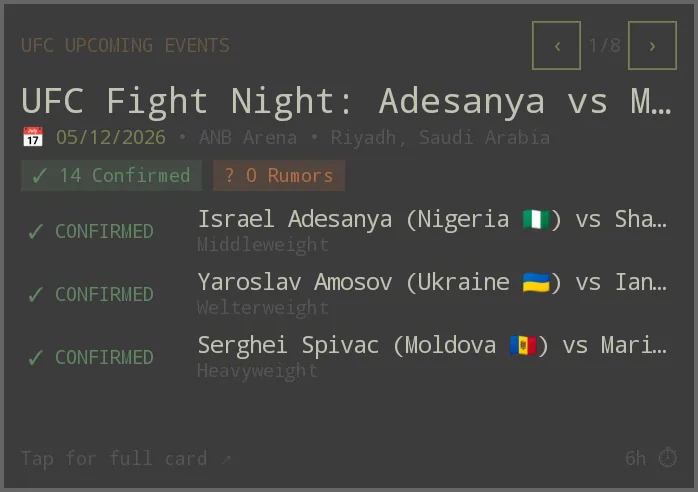 UFC UPCOMING EVENTS
‹ 1/8 ›
UFC Fight Night: Adesanya vs M…
📅 05/12/2026 • ANB Arena • Riyadh, Saudi Arabia
✓ 14 Confirmed ? 0 Rumors
✓ CONFIRMED Israel Adesanya (Nigeria 🇳🇬) vs Sha…
Middleweight
✓ CONFIRMED Yaroslav Amosov (Ukraine 🇺🇦) vs Ian…
Welterweight
✓ CONFIRMED Serghei Spivac (Moldova 🇲🇩) vs Mari…
Heavyweight
Tap for full card ↗ 6h ⏱